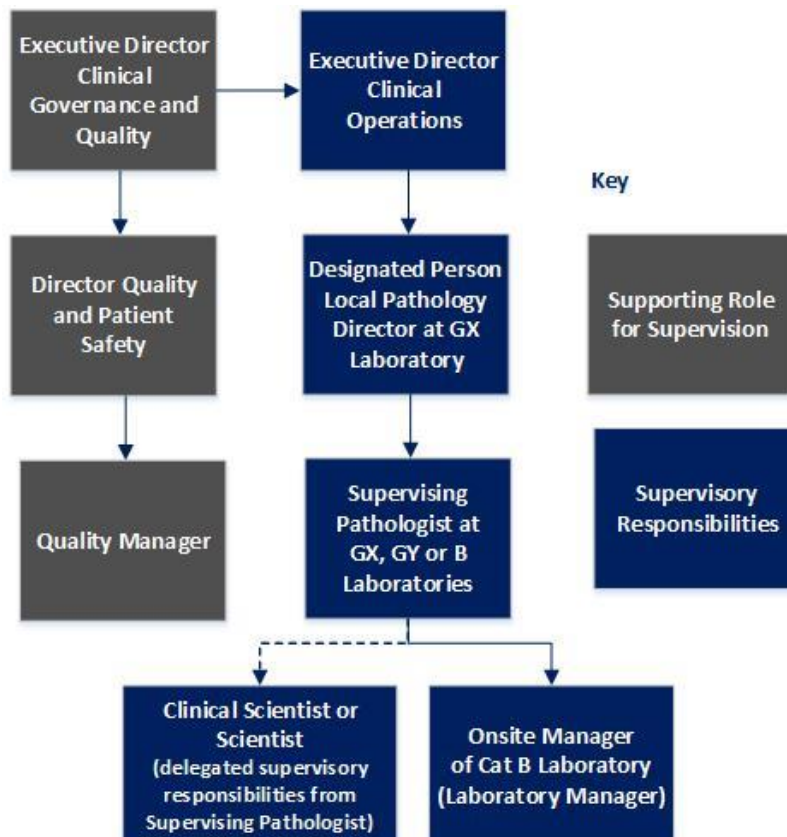 Executive Director
Clinical
Governance and
Quality
Executive Director
Clinical
Operations
Key
Director Quality
and Patient
Safety
Designated Person
Local Pathology
Director at GX
Laboratory
Supporting Role
for Supervision
Quality Manager
Supervising
Pathologist at
GX, GY or B
Laboratories
Supervisory
Responsibilities
Clinical Scientist or
Scientist
(delegated supervisory
responsibilities from
Supervising Pathologist)
Onsite Manager
of Cat B Laboratory
(Laboratory Manager)